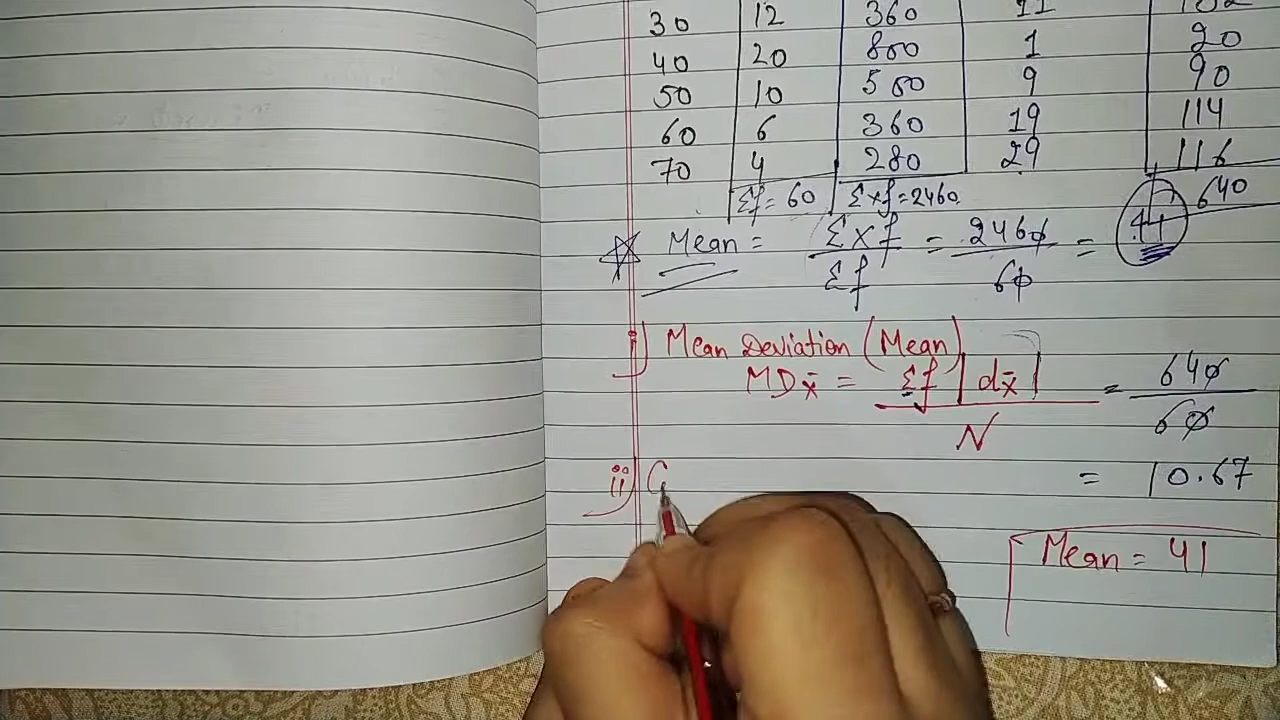 30 12 360 11 132
40 20 800 1 20
50 10 500 9 90
60 6 360 19 114
70 4 280 29 116
Σf = 60 Σxf = 2460 640
Mean = Σxf / Σf = 2460 / 60 = 41
i) Mean Deviation (Mean)
MDx̄ = Σf |dx̄| / N = 640 / 60
= 10.67
ii) C
Mean = 41